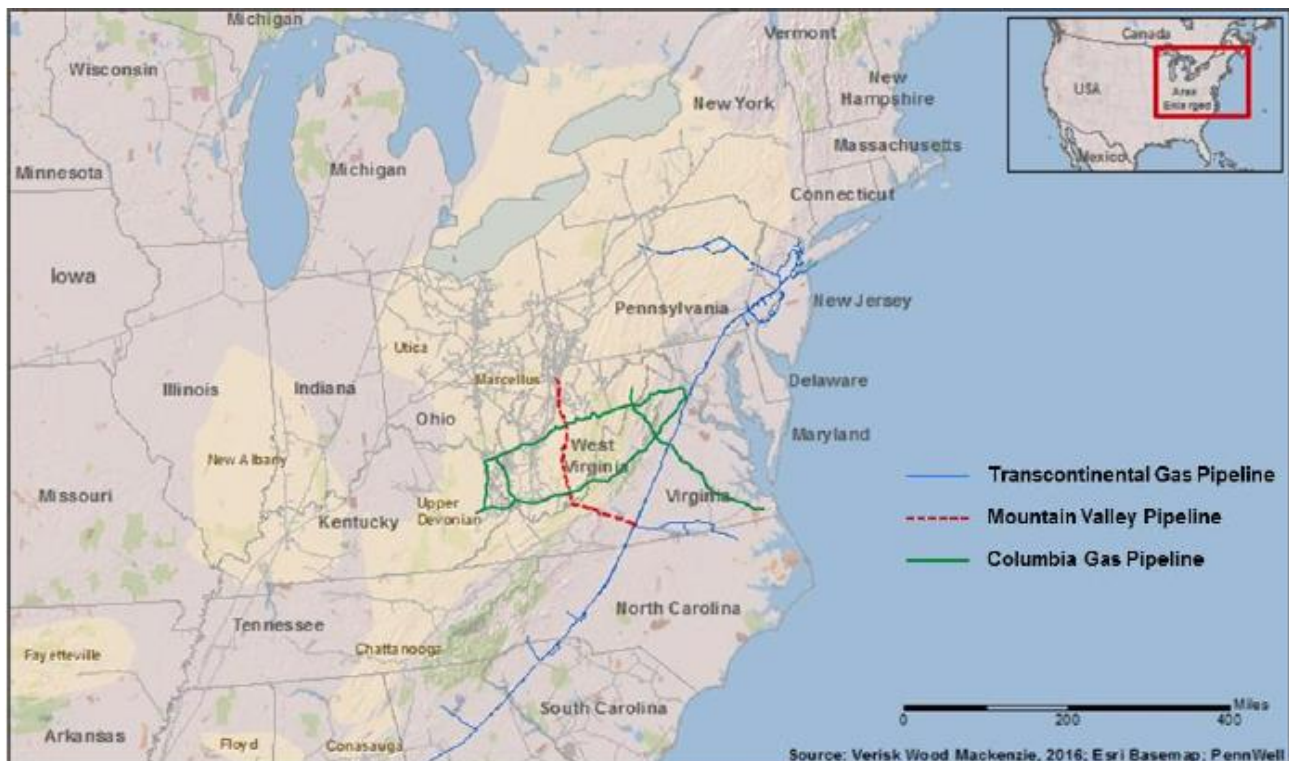 Michigan
Vermont
Wisconsin
New
Hampshire
New York
Massachusetts
Minnesota
Michigan
Connecticut
Iowa
Pennsylvania
New Jersey
Utica
Marcellus
Illinois
Indiana
Ohio
Delaware
Maryland
West
Virginia
New Albany
Missouri
Kentucky
Upper
Devonian
Virginia
North Carolina
Tennessee
Chattanooga
Fayetteville
South Carolina
Arkansas
Floyd
Conasauga
Canada
USA
Area
Enlarged
Mexico
Transcontinental Gas Pipeline
Mountain Valley Pipeline
Columbia Gas Pipeline
Miles
0 200 400
Source: Verisk Wood Mackenzie, 2016; Esri Basemap; PennWell